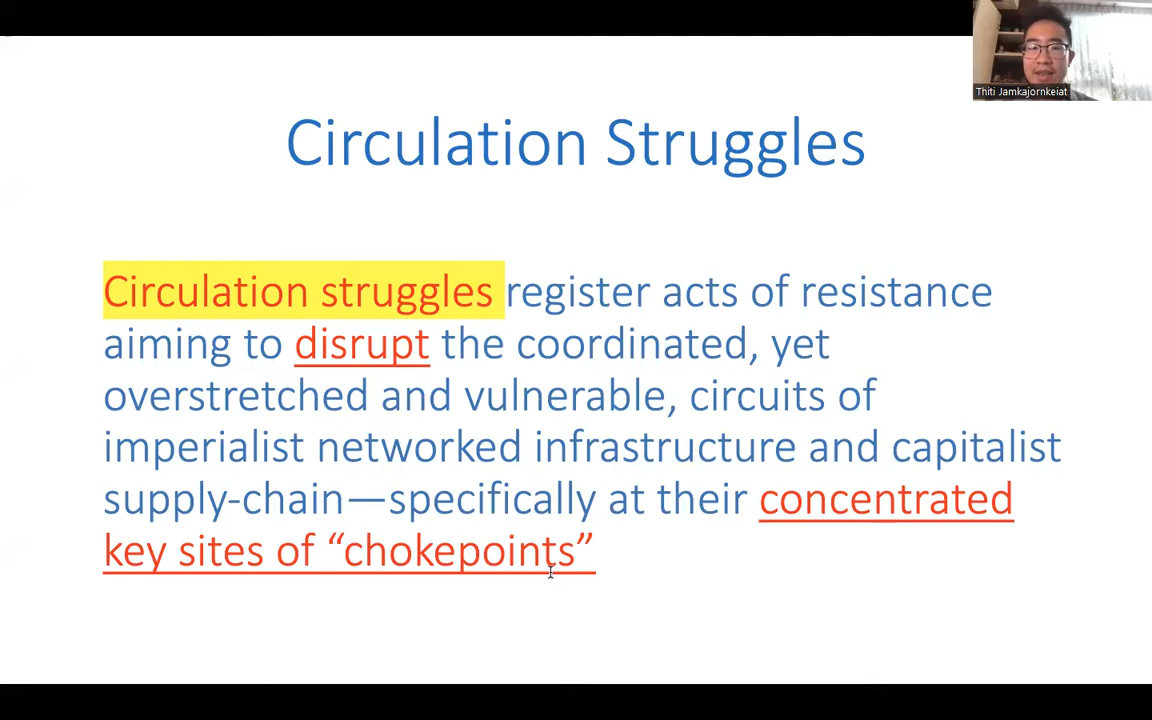 Thiti Jamkajornkeiat
Circulation Struggles
Circulation struggles register acts of resistance
aiming to disrupt the coordinated, yet
overstretched and vulnerable, circuits of
imperialist networked infrastructure and capitalist
supply-chain—specifically at their concentrated
key sites of “chokepoints”